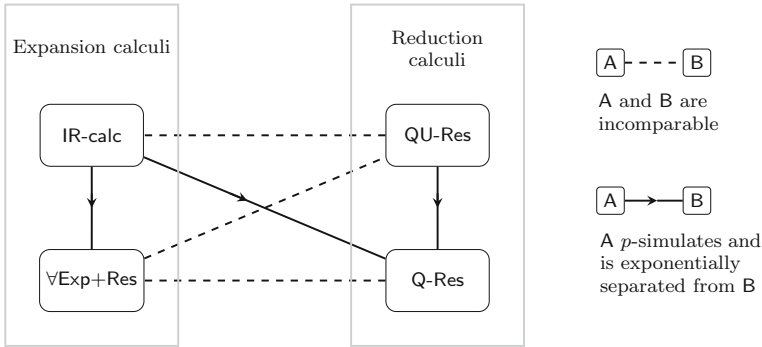 Expansion calculi
Reduction
calculi
IR-calc
QU-Res
∀Exp+Res
Q-Res
A
B
A and B are
incomparable
A
B
A p-simulates and
is exponentially
separated from B